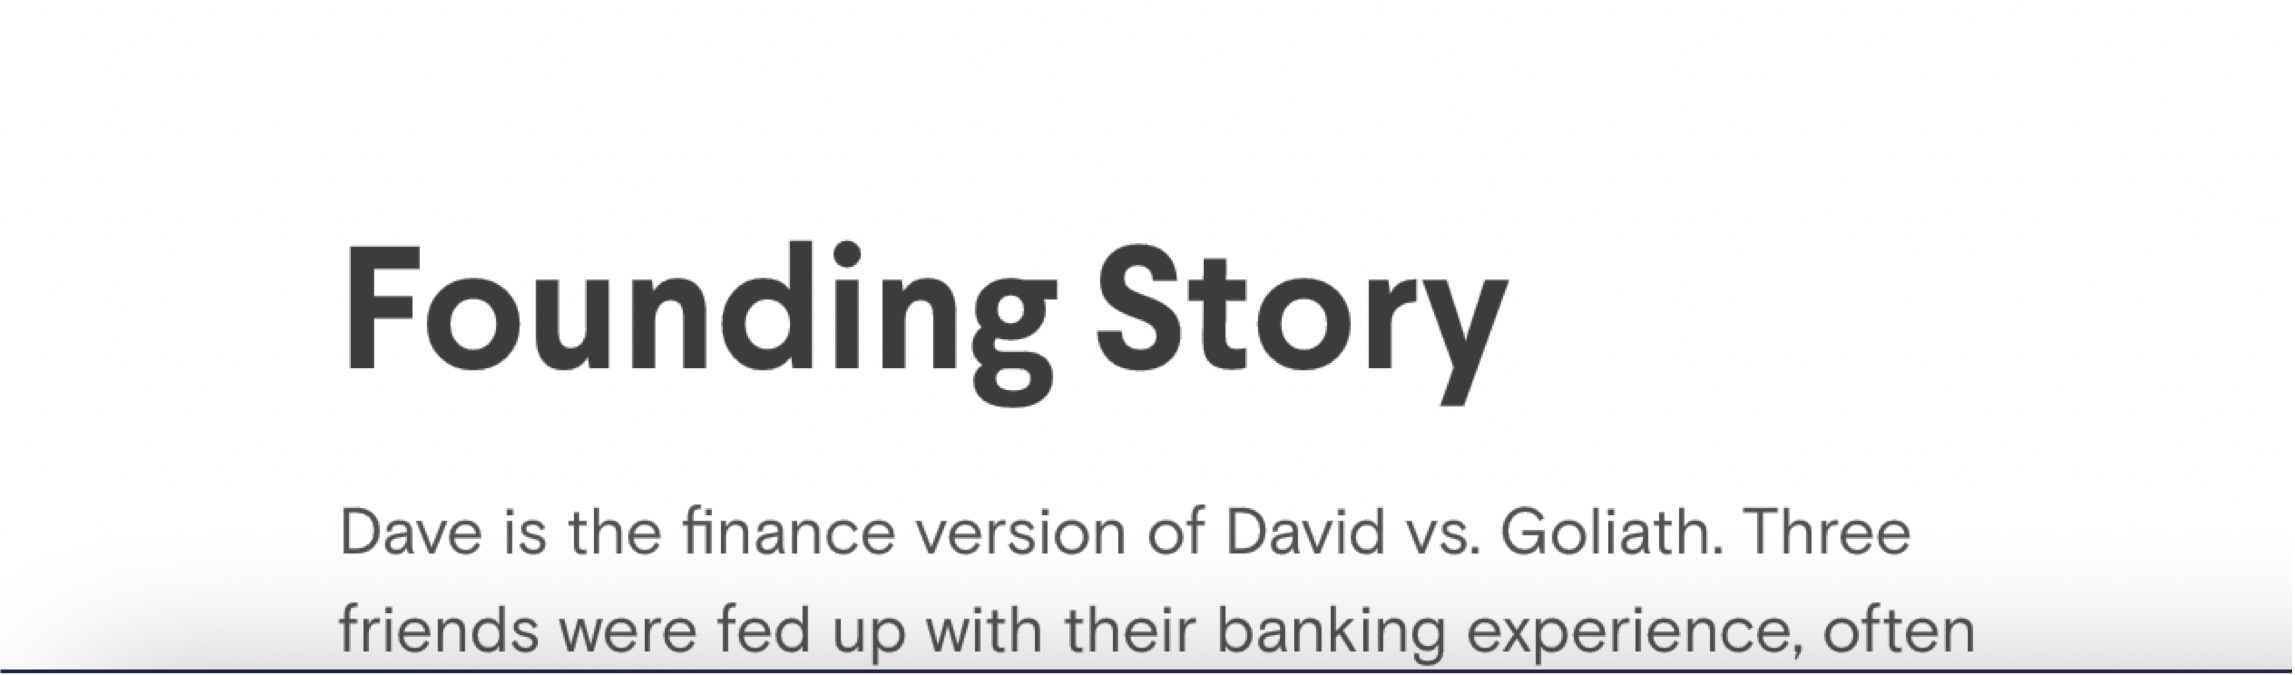 Founding Story
Dave is the finance version of David vs. Goliath. Three
friends were fed up with their banking experience, often